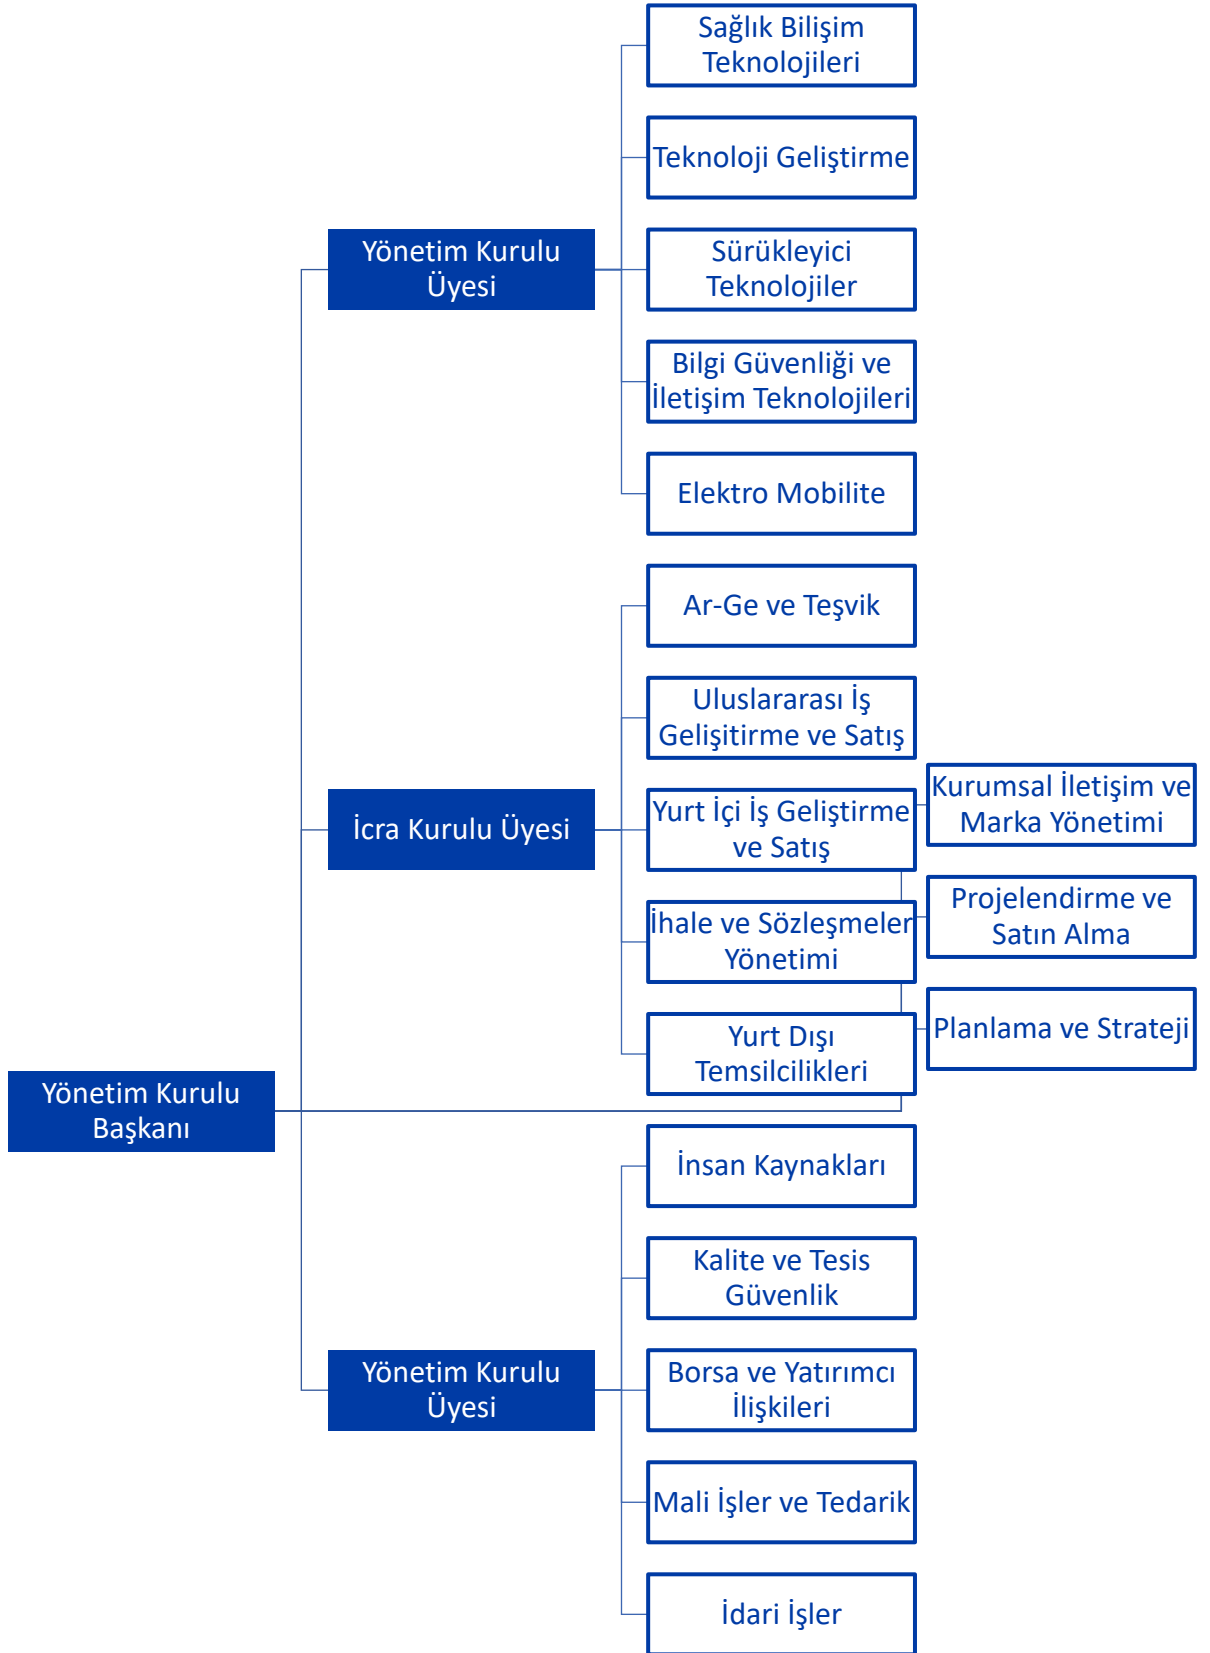 Sağlık Bilişim
Teknolojileri
Teknoloji Geliştirme
Yönetim Kurulu
Üyesi
Sürükleyici
Teknolojiler
Bilgi Güvenliği ve
İletişim Teknolojileri
Elektro Mobilite
Ar-Ge ve Teşvik
Uluslararası İş
Gelişitirme ve Satış
İcra Kurulu Üyesi
Yurt İçi İş Geliştirme
ve Satış
Kurumsal İletişim ve
Marka Yönetimi
İhale ve Sözleşmeler
Yönetimi
Projelendirme ve
Satın Alma
Yurt Dışı
Temsilcilikleri
Planlama ve Strateji
Yönetim Kurulu
Başkanı
İnsan Kaynakları
Kalite ve Tesis
Güvenlik
Yönetim Kurulu
Üyesi
Borsa ve Yatırımcı
İlişkileri
Mali İşler ve Tedarik
İdari İşler